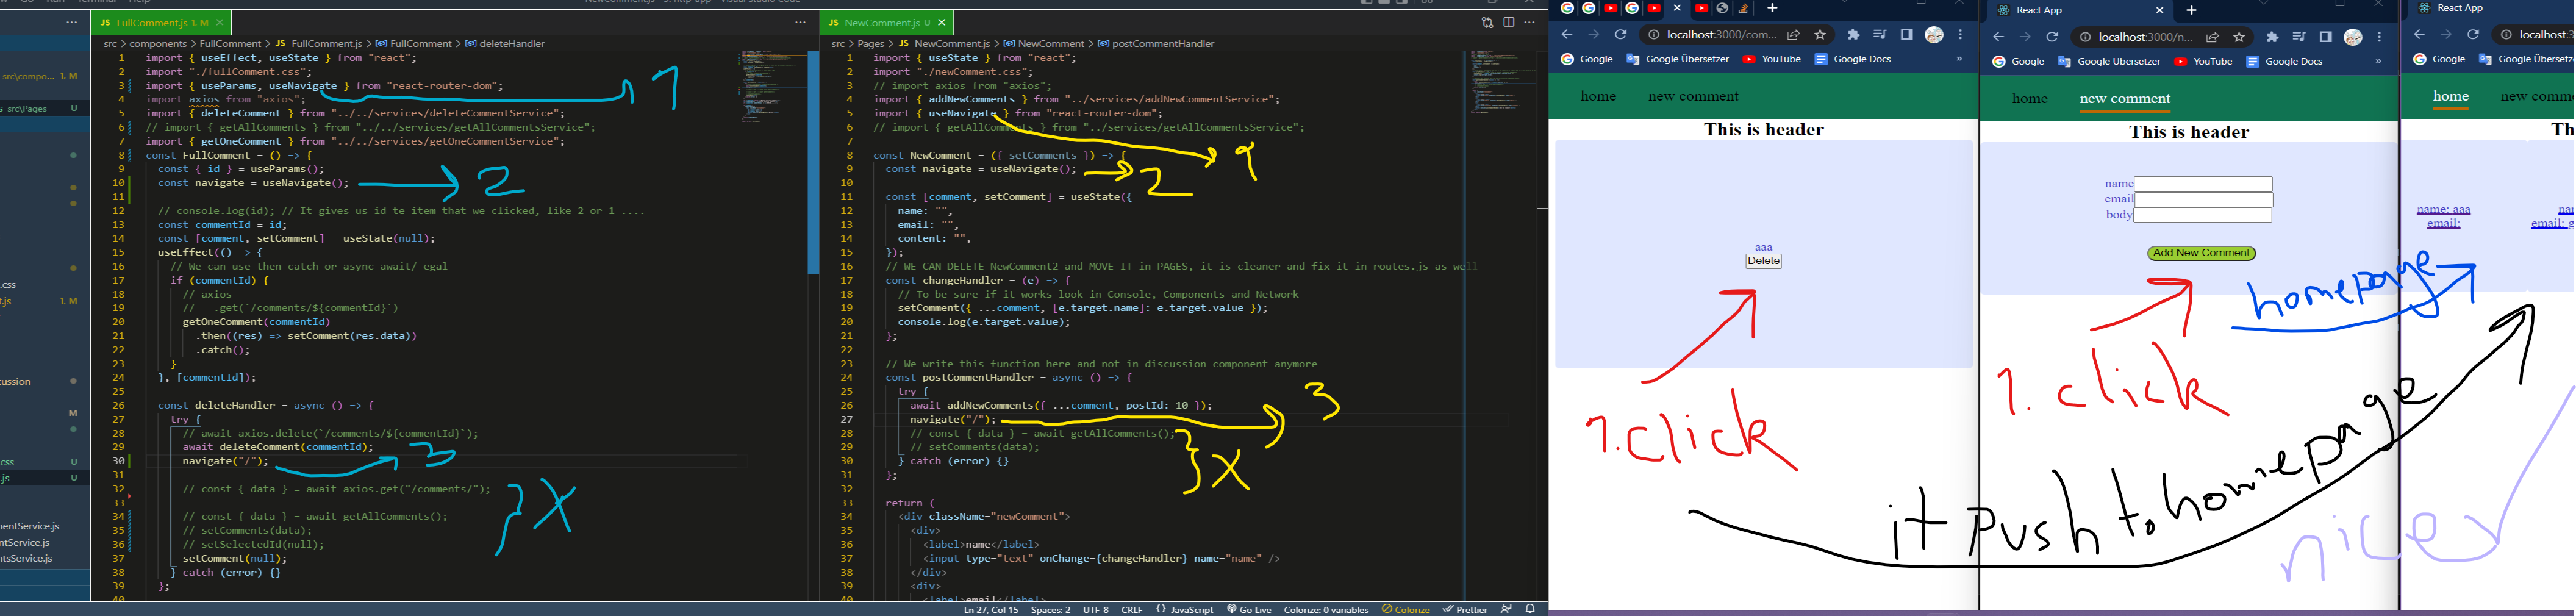 FullComment.js 1, M
NewComment.js U
src > components > FullComment > JS FullComment.js > FullComment > deleteHandler
1 import { useEffect, useState } from "react";
2 import "./fullComment.css";
3 import { useParams, useNavigate } from "react-router-dom";
4 import axios from "axios";
5 import { deleteComment } from "../../services/deleteCommentService";
6 // import { getAllComments } from "../../services/getAllCommentsService";
7 import { getOneComment } from "../../services/getOneCommentService";
8 const FullComment = () => {
9 const { id } = useParams();
10 const navigate = useNavigate();
11
12 // console.log(id); // It gives us id te item that we clicked, like 2 or 1 ....
13 const commentId = id;
14 const [comment, setComment] = useState(null);
15 useEffect(() => {
16 // We can use then catch or async await/ egal
17 if (commentId) {
18 // axios
19 // .get(`/comments/${commentId}`)
20 getOneComment(commentId)
21 .then((res) => setComment(res.data))
22 .catch();
23 }
24 }, [commentId]);
25
26 const deleteHandler = async () => {
27 try {
28 // await axios.delete(`/comments/${commentId}`);
29 await deleteComment(commentId);
30 navigate("/");
31
32 // const { data } = await axios.get("/comments/");
33
34 // const { data } = await getAllComments();
35 // setComments(data);
36 // setSelectedId(null);
37 setComment(null);
38 } catch (error) {}
39 };
40
1
2
3
X
src\compo... 1, M
src\Pages U
.css
t.js 1, M
cussion
M
css U
.js U
mentService.js
ntService.js
ntsService.js
src > Pages > JS NewComment.js > NewComment > postCommentHandler
1 import { useState } from "react";
2 import "./newComment.css";
3 // import axios from "axios";
4 import { addNewComments } from "../services/addNewCommentService";
5 import { useNavigate } from "react-router-dom";
6 // import { getAllComments } from "../services/getAllCommentsService";
7
8 const NewComment = ({ setComments }) => {
9 const navigate = useNavigate();
10
11 const [comment, setComment] = useState({
12 name: "",
13 email: "",
14 content: "",
15 });
16 // WE CAN DELETE NewComment2 and MOVE IT in PAGES, it is cleaner and fix it in routes.js as well
17 const changeHandler = (e) => {
18 // To be sure if it works look in Console, Components and Network
19 setComment({ ...comment, [e.target.name]: e.target.value });
20 console.log(e.target.value);
21 };
22
23 // We write this function here and not in discussion component anymore
24 const postCommentHandler = async () => {
25 try {
26 await addNewComments({ ...comment, postId: 10 });
27 navigate("/");
28 // const { data } = await getAllComments();
29 // setComments(data);
30 } catch (error) {}
31 };
32
33 return (
34 <div className="newComment">
35 <div>
36 <label>name</label>
37 <input type="text" onChange={changeHandler} name="name" />
38 </div>
39 <div>
40 <label>email</label>
1
2
3
X
Ln 27, Col 15 Spaces: 2 UTF-8 CRLF {} JavaScript Go Live Colorize: 0 variables Colorize Prettier
localhost:3000/com...
Google Google Übersetzer YouTube Google Docs »
home new comment
This is header
aaa
Delete
1. click
React App
localhost:3000/n...
Google Google Übersetzer YouTube Google Docs »
home new comment
This is header
name
email
body
Add New Comment
1. click
homepage
it push to homepage
nicer
React App
localhost:3
Google Google Übersetze
home new comme
Th
name: aaa
email:
nar
email: g